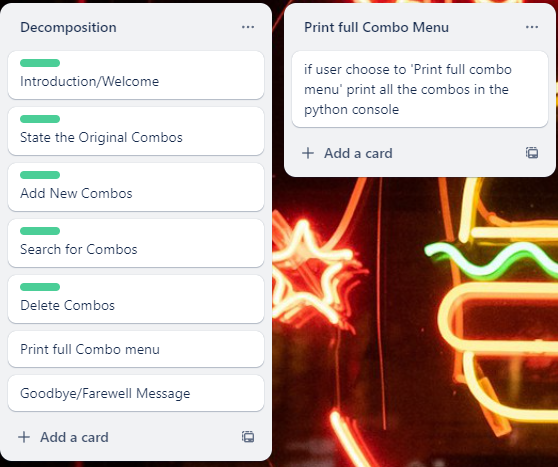 Decomposition
Introduction/Welcome
State the Original Combos
Add New Combos
Search for Combos
Delete Combos
Print full Combo menu
Goodbye/Farewell Message
Add a card
Print full Combo Menu
if user choose to 'Print full combo
menu' print all the combos in the
python console
Add a card